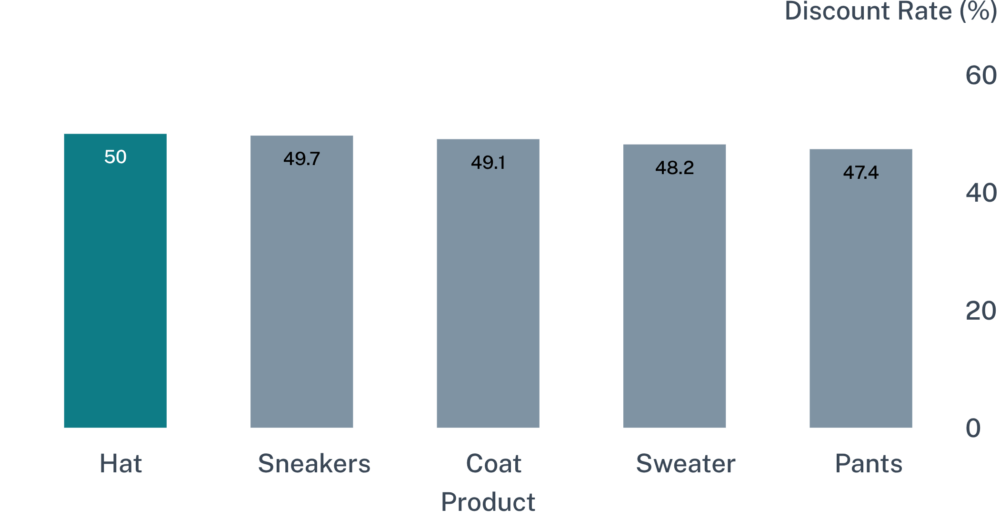 Discount Rate (%)
60
50
49.7
49.1
48.2
47.4
40
20
0
Hat
Sneakers
Coat
Sweater
Pants
Product